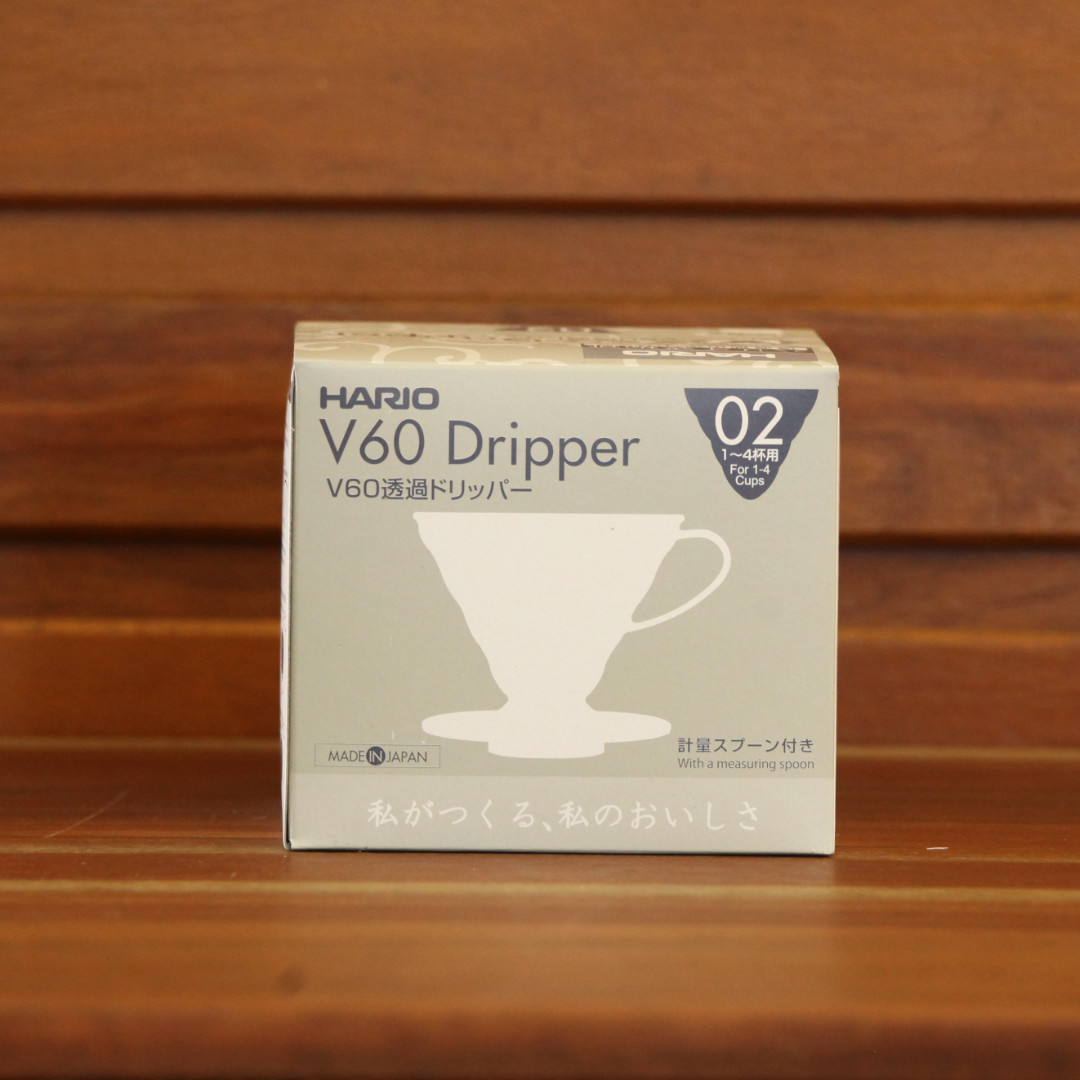 HARIO
HARIO
V60 Dripper
V60透過ドリッパー
02
1～4杯用
For 1-4
Cups
MADE IN JAPAN
計量スプーン付き
With a measuring spoon
私がつくる、私のおいしさ